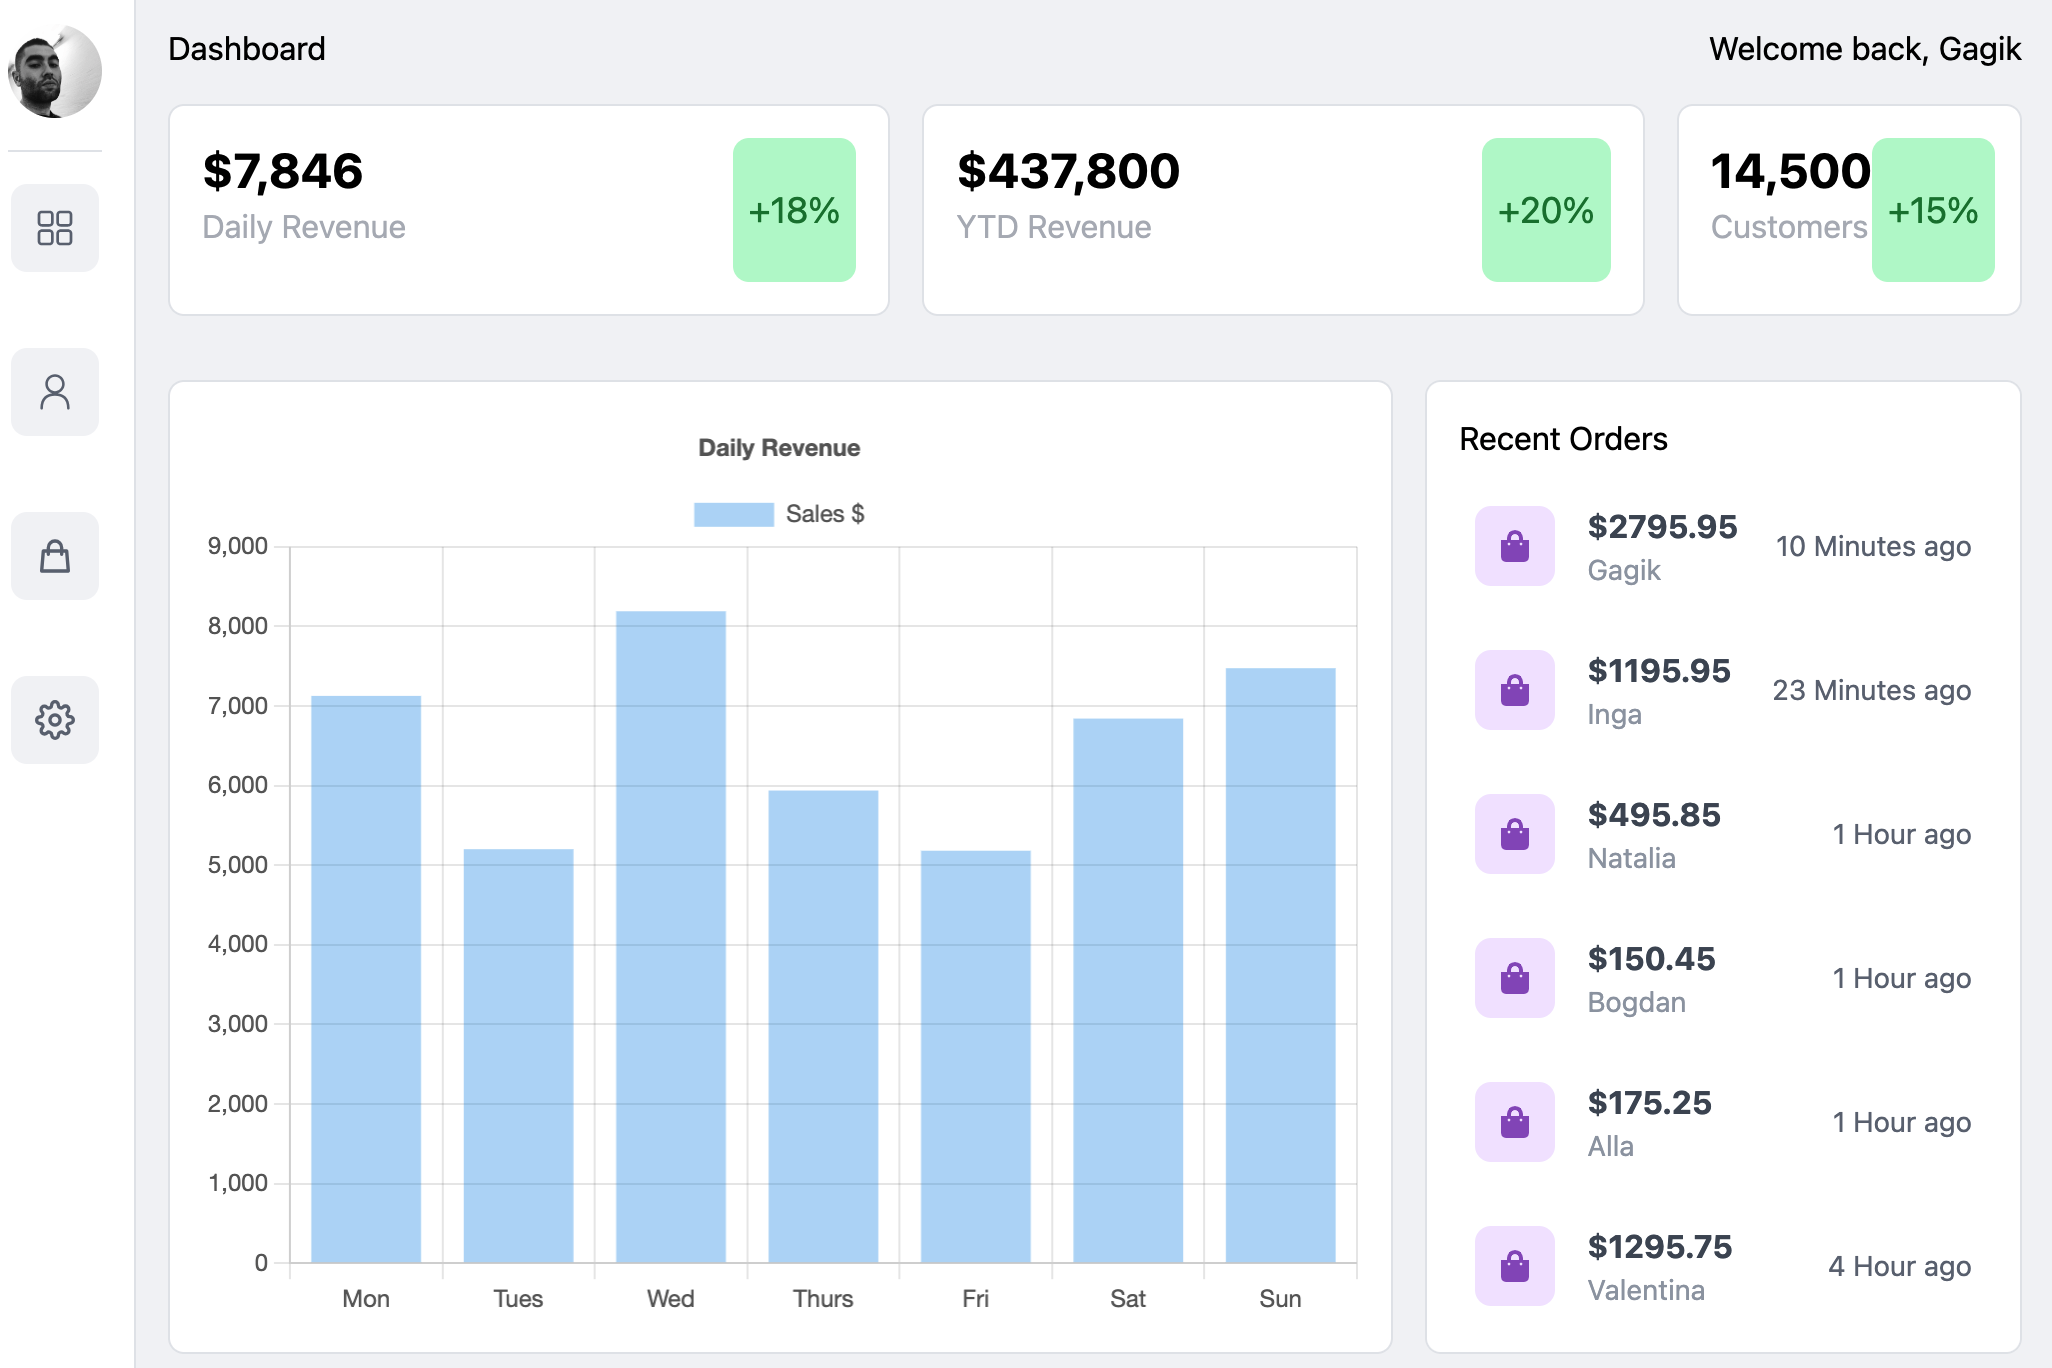 Dashboard
Welcome back, Gagik
$7,846
Daily Revenue
+18%
$437,800
YTD Revenue
+20%
14,500
Customers
+15%
Daily Revenue
Sales $
9,000
8,000
7,000
6,000
5,000
4,000
3,000
2,000
1,000
0
Mon Tues Wed Thurs Fri Sat Sun
Recent Orders
$2795.95
Gagik
10 Minutes ago
$1195.95
Inga
23 Minutes ago
$495.85
Natalia
1 Hour ago
$150.45
Bogdan
1 Hour ago
$175.25
Alla
1 Hour ago
$1295.75
Valentina
4 Hour ago